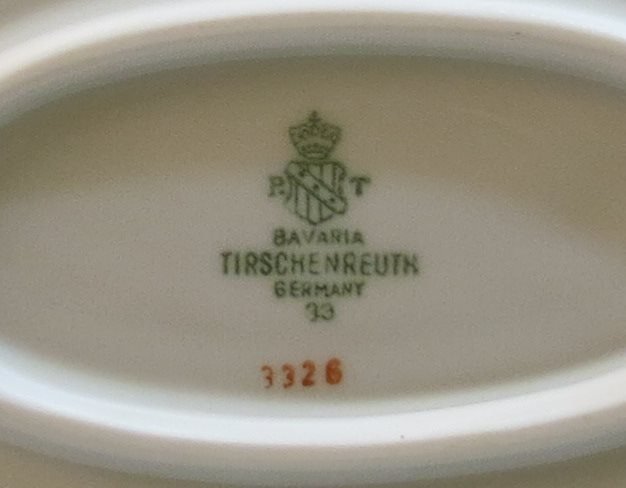 P. T
BAVARIA
TIRSCHENREUTH
GERMANY
33
3326